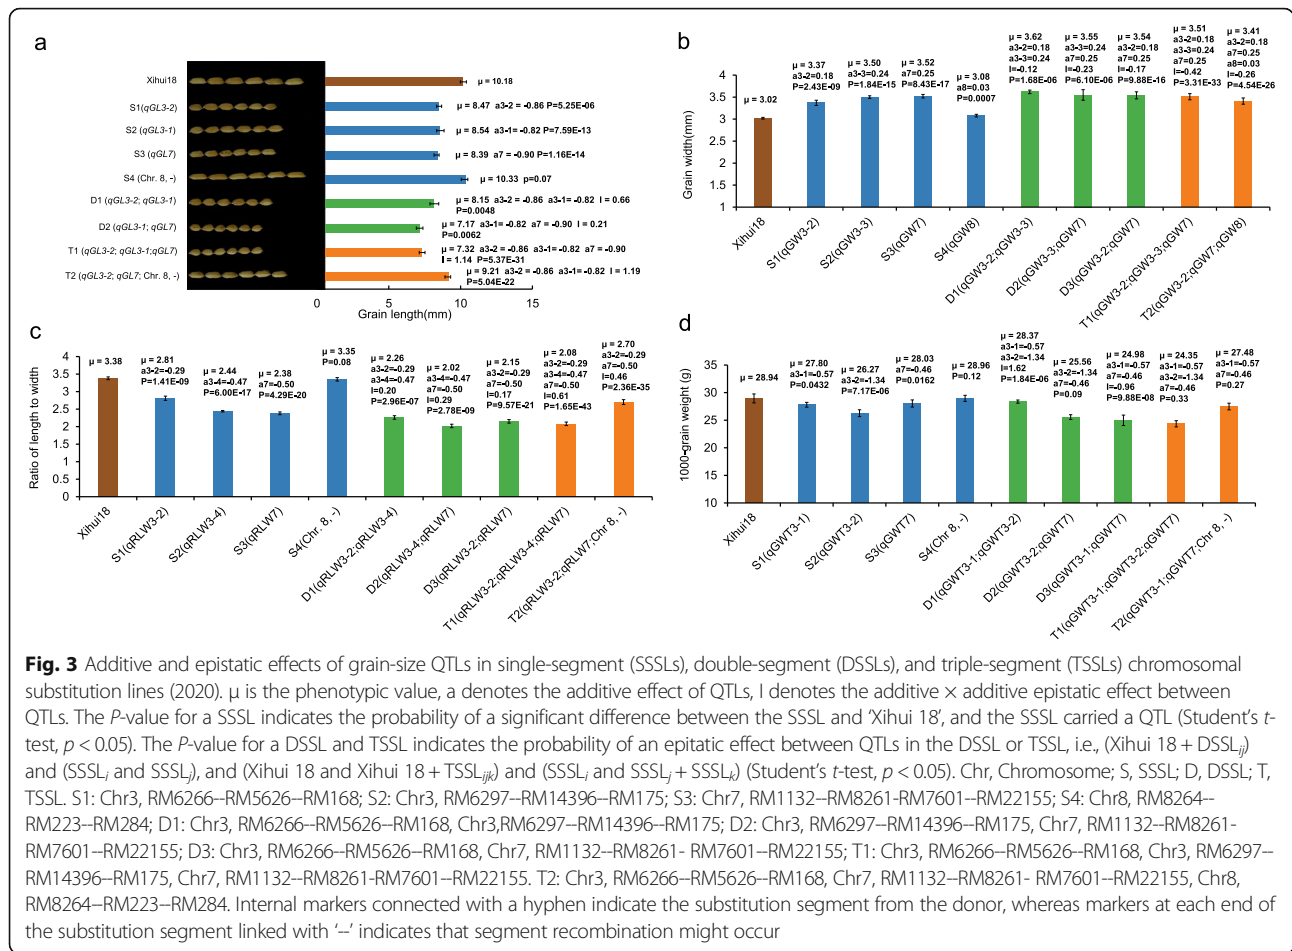 a
Xihui18
μ = 10.18
S1(qGL3-2)
μ = 8.47 a3-2 = -0.86 P=5.25E-06
S2 (qGL3-1)
μ = 8.54 a3-1= -0.82 P=7.59E-13
S3 (qGL7)
μ = 8.39 a7 = -0.90 P=1.16E-14
S4 (Chr. 8, -)
μ = 10.33 p=0.07
D1 (qGL3-2; qGL3-1)
μ = 8.15 a3-2 = -0.86 a3-1= -0.82 I = 0.66
P=0.0048
D2 (qGL3-1; qGL7)
μ = 7.17 a3-1= -0.82 a7 = -0.90 I = 0.21
P=0.0062
T1 (qGL3-2; qGL3-1;qGL7)
μ = 7.32 a3-2 = -0.86 a3-1= -0.82 a7 = -0.90
I = 1.14 P=5.37E-31
T2 (qGL3-2; qGL7; Chr. 8, -)
μ = 9.21 a3-2 = -0.86 a3-1= -0.82 I = 1.19
P=5.04E-22
0 5 10 15
Grain length(mm)
b
Grain width(mm)
4
3.5
3
2.5
2
1.5
1
μ = 3.02
μ = 3.37
a3-2=0.18
P=2.43E-09
μ = 3.50
a3-3=0.24
P=1.84E-15
μ = 3.52
a7=0.25
P=8.43E-17
μ = 3.08
a8=0.03
P=0.0007
μ = 3.62
a3-2=0.18
a3-3=0.24
I=-0.12
P=1.68E-06
μ = 3.55
a3-3=0.24
a7=0.25
I=-0.23
P=6.10E-06
μ = 3.54
a3-2=0.18
a7=0.25
I=-0.17
P=9.88E-16
μ = 3.51
a3-2=0.18
a3-3=0.24
a7=0.25
I=-0.42
P=3.31E-33
μ = 3.41
a3-2=0.18
a7=0.25
a8=0.03
I=-0.26
P=4.54E-26
Xihui18
S1(qGW3-2)
S2(qGW3-3)
S3(qGW7)
S4(qGW8)
D1(qGW3-2;qGW3-3)
D2(qGW3-3;qGW7)
D3(qGW3-2;qGW7)
T1(qGW3-2;qGW3-3;qGW7)
T2(qGW3-2;qGW7;qGW8)
c
Ratio of length to width
4
3.5
3
2.5
2
1.5
1
0.5
0
μ = 3.38
μ = 2.81
a3-2=-0.29
P=1.41E-09
μ = 2.44
a3-4=-0.47
P=6.00E-17
μ = 2.38
a7=-0.50
P=4.29E-20
μ = 3.35
P=0.08
μ = 2.26
a3-2=-0.29
a3-4=-0.47
I=0.20
P=2.96E-07
μ = 2.02
a3-4=-0.47
a7=-0.50
I=0.29
P=2.78E-09
μ = 2.15
a3-2=-0.29
a7=-0.50
I=0.17
P=9.57E-21
μ = 2.08
a3-2=-0.29
a3-4=-0.47
a7=-0.50
I=0.61
P=1.65E-43
μ = 2.70
a3-2=-0.29
a7=-0.50
I=0.46
P=2.36E-35
Xihui18
S1(qRLW3-2)
S2(qRLW3-4)
S3(qRLW7)
S4(Chr. 8, -)
D1(qRLW3-2;qRLW3-4)
D2(qRLW3-4;qRLW7)
D3(qRLW3-2;qRLW7)
T1(qRLW3-2;qRLW3-4;qRLW7)
T2(qRLW3-2;qRLW7;Chr 8, -)
d
1000-grain weight (g)
35
30
25
20
15
10
μ = 28.94
μ = 27.80
a3-1=-0.57
P=0.0432
μ = 26.27
a3-2=-1.34
P=7.17E-06
μ = 28.03
a7=-0.46
P=0.0162
μ = 28.96
P=0.12
μ = 28.37
a3-1=-0.57
a3-2=-1.34
I=1.62
P=1.84E-06
μ = 25.56
a3-2=-1.34
a7=-0.46
P=0.09
μ = 24.98
a3-1=-0.57
a7=-0.46
I=-0.96
P=9.88E-08
μ = 24.35
a3-1=-0.57
a3-2=-1.34
a7=-0.46
P=0.33
μ = 27.48
a3-1=-0.57
a7=-0.46
P=0.27
Xihui18
S1(qGWT3-1)
S2(qGWT3-2)
S3(qGWT7)
S4(Chr 8, -)
D1(qGWT3-1;qGWT3-2)
D2(qGWT3-2;qGWT7)
D3(qGWT3-1;qGWT7)
T1(qGWT3-1;qGWT3-2;qGWT7)
T2(qGWT3-1;qGWT7;Chr 8, -)
Fig. 3 Additive and epistatic effects of grain-size QTLs in single-segment (SSSLs), double-segment (DSSLs), and triple-segment (TSSLs) chromosomal
substitution lines (2020). μ is the phenotypic value, a denotes the additive effect of QTLs, I denotes the additive × additive epistatic effect between
QTLs. The P-value for a SSSL indicates the probability of a significant difference between the SSSL and ‘Xihui 18’, and the SSSL carried a QTL (Student’s t-
test, p < 0.05). The P-value for a DSSL and TSSL indicates the probability of an epitatic effect between QTLs in the DSSL or TSSL, i.e., (Xihui 18 + DSSLij)
and (SSSLi and SSSLj), and (Xihui 18 and Xihui 18 + TSSLijk) and (SSSLi and SSSLj + SSSLk) (Student’s t-test, p < 0.05). Chr, Chromosome; S, SSSL; D, DSSL; T,
TSSL. S1: Chr3, RM6266--RM5626--RM168; S2: Chr3, RM6297--RM14396--RM175; S3: Chr7, RM1132--RM8261-RM7601--RM22155; S4: Chr8, RM8264--
RM223--RM284; D1: Chr3, RM6266--RM5626--RM168, Chr3,RM6297--RM14396--RM175; D2: Chr3, RM6297--RM14396--RM175, Chr7, RM1132--RM8261-
RM7601--RM22155; D3: Chr3, RM6266--RM5626--RM168, Chr7, RM1132--RM8261- RM7601--RM22155; T1: Chr3, RM6266--RM5626--RM168, Chr3, RM6297--
RM14396--RM175, Chr7, RM1132--RM8261-RM7601--RM22155. T2: Chr3, RM6266--RM5626--RM168, Chr7, RM1132--RM8261- RM7601--RM22155, Chr8,
RM8264--RM223--RM284. Internal markers connected with a hyphen indicate the substitution segment from the donor, whereas markers at each end of
the substitution segment linked with ‘--’ indicates that segment recombination might occur